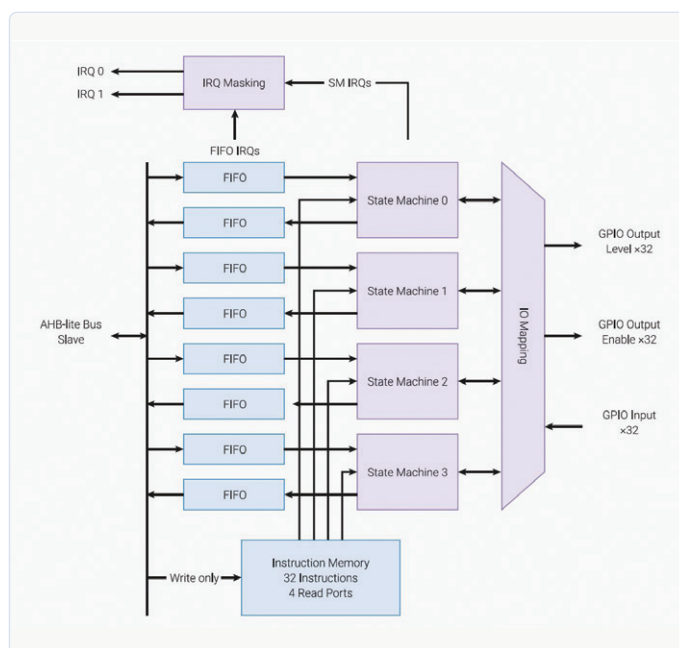 IRQ 0
IRQ 1
IRQ Masking
SM IRQs
FIFO IRQs
FIFO
State Machine 0
FIFO
FIFO
State Machine 1
FIFO
FIFO
State Machine 2
FIFO
FIFO
State Machine 3
FIFO
AHB-lite Bus
Slave
IO Mapping
GPIO Output
Level ×32
GPIO Output
Enable ×32
GPIO Input
×32
Write only
Instruction Memory
32 Instructions
4 Read Ports